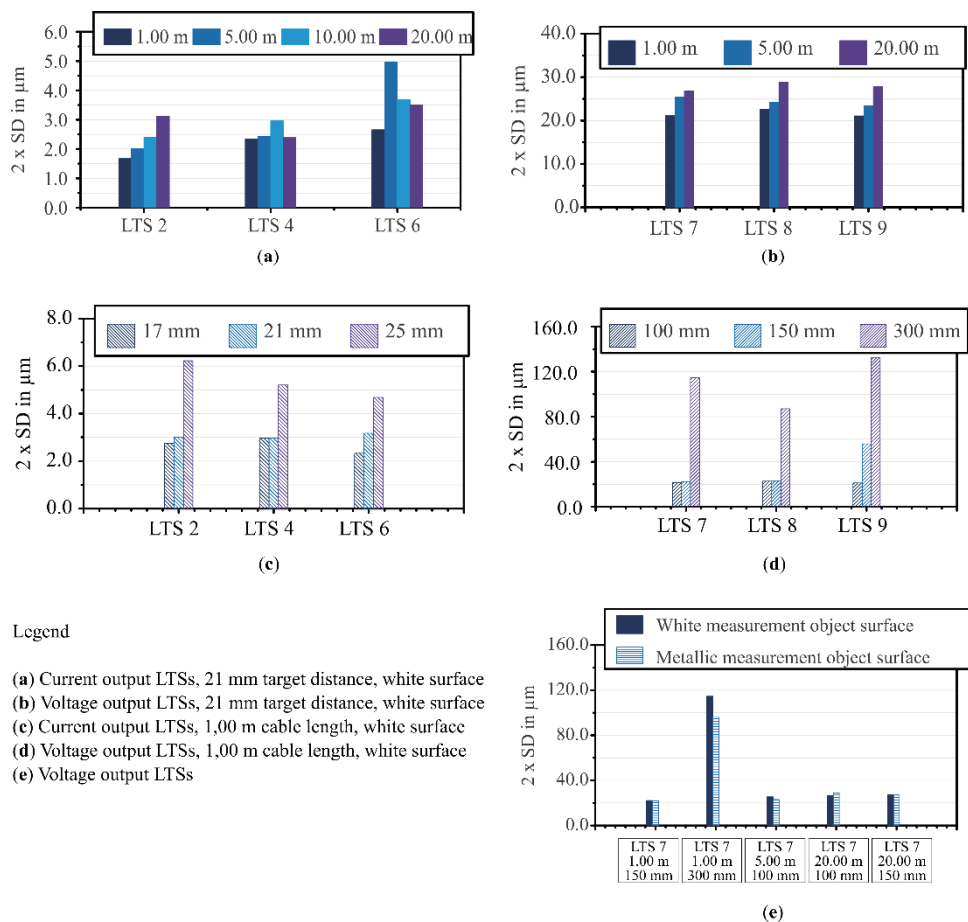 6.0
5.0
4.0
3.0
2.0
1.0
0.0
2 x SD in µm
1.00 m 5.00 m 10.00 m 20.00 m
LTS 2 LTS 4 LTS 6
(a)
40.0
30.0
20.0
10.0
0.0
2 x SD in µm
1.00 m 5.00 m 20.00 m
LTS 7 LTS 8 LTS 9
(b)
8.0
6.0
4.0
2.0
0.0
2 x SD in µm
17 mm 21 mm 25 mm
LTS 2 LTS 4 LTS 6
(c)
160.0
120.0
80.0
40.0
00.0
2 x SD in µm
100 mm 150 mm 300 mm
LTS 7 LTS 8 LTS 9
(d)
Legend
(a) Current output LTSs, 21 mm target distance, white surface
(b) Voltage output LTSs, 21 mm target distance, white surface
(c) Current output LTSs, 1,00 m cable length, white surface
(d) Voltage output LTSs, 1,00 m cable length, white surface
(e) Voltage output LTSs
160.0
120.0
80.0
40.0
0.0
2 x SD in µm
White measurement object surface
Metallic measurement object surface
LTS 7 LTS 7 LTS 7 LTS 7 LTS 7
1.00 m 1.00 m 5.00 m 20.00 m 20.00 m
150 mm 300 mm 100 mm 100 mm 150 mm
(e)